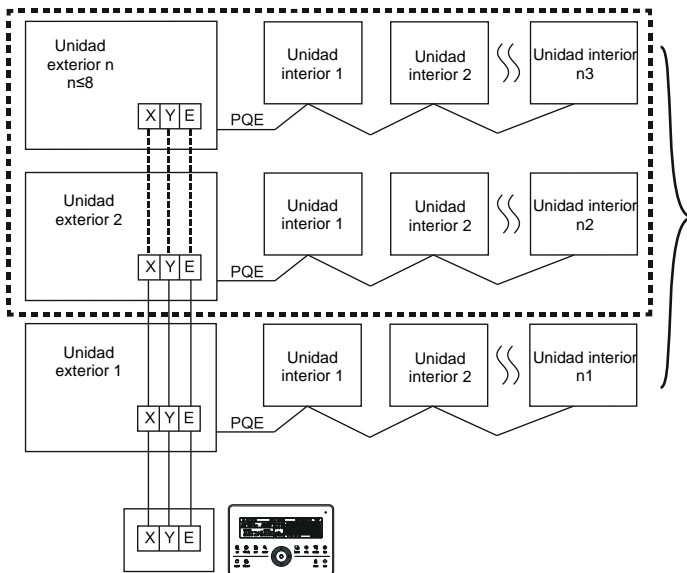 Unidad
exterior n
n≤8
X Y E
PQE
Unidad
interior 1
Unidad
interior 2
Unidad interior
n3
Unidad
exterior 2
X Y E
PQE
Unidad
interior 1
Unidad
interior 2
Unidad interior
n2
Unidad
exterior 1
X Y E
PQE
Unidad
interior 1
Unidad
interior 2
Unidad interior
n1
X Y E